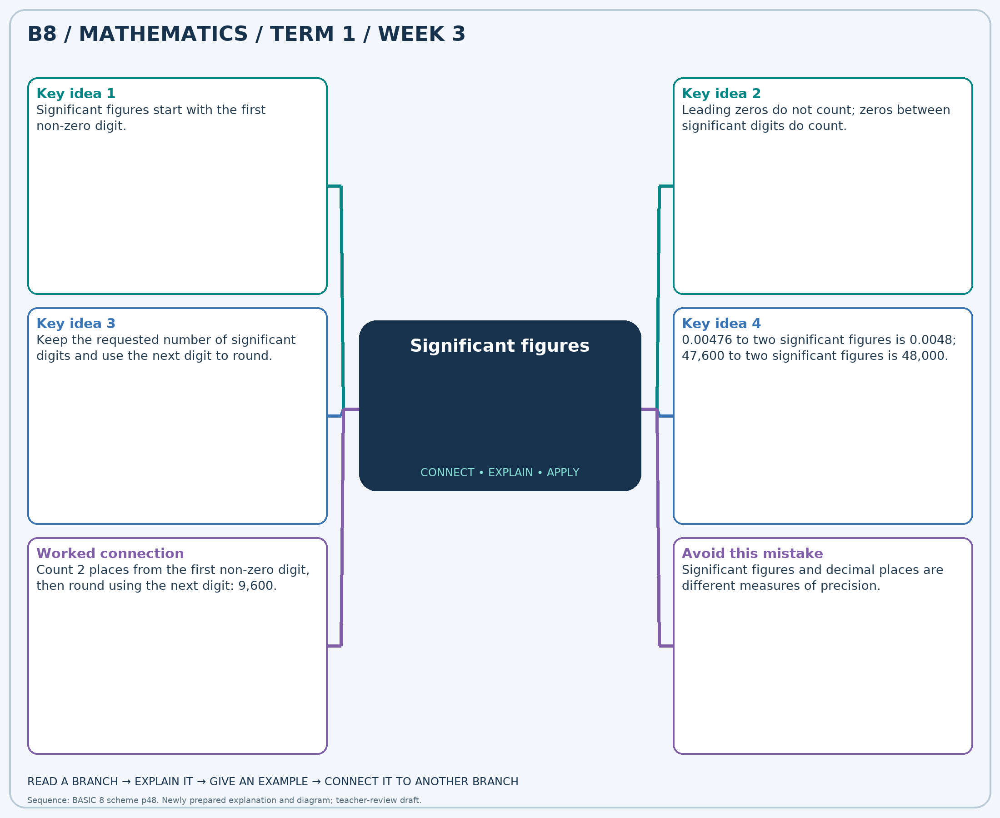 B8 / MATHEMATICS / TERM 1 / WEEK 3
Key idea 1
Significant figures start with the first
non-zero digit.
Key idea 2
Leading zeros do not count; zeros between
significant digits do count.
Key idea 3
Keep the requested number of significant
digits and use the next digit to round.
Significant figures
CONNECT • EXPLAIN • APPLY
Key idea 4
0.00476 to two significant figures is 0.0048;
47,600 to two significant figures is 48,000.
Worked connection
Count 2 places from the first non-zero digit,
then round using the next digit: 9,600.
Avoid this mistake
Significant figures and decimal places are
different measures of precision.
READ A BRANCH → EXPLAIN IT → GIVE AN EXAMPLE → CONNECT IT TO ANOTHER BRANCH
Sequence: BASIC 8 scheme p48. Newly prepared explanation and diagram; teacher-review draft.